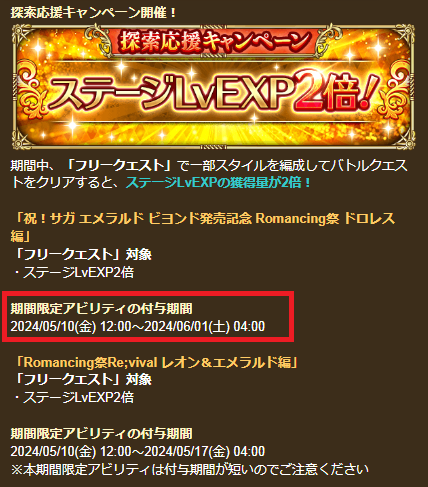 探索応援キャンペーン開催！
探索応援キャンペーン
ステージLvEXP2倍!
期間中、「フリークエスト」で一部スタイルを編成してバトルクエス
トをクリアすると、ステージLvEXPの獲得量が2倍！
「祝！サガ エメラルド ビヨンド発売記念 Romancing祭 ドロレス
編」
「フリークエスト」対象
・ステージLvEXP2倍
期間限定アビリティの付与期間
2024/05/10(金) 12:00～2024/06/01(土) 04:00
「Romancing祭Re;vival レオン＆エメラルド編」
「フリークエスト」対象
・ステージLvEXP2倍
期間限定アビリティの付与期間
2024/05/10(金) 12:00～2024/05/17(金) 04:00
※本期間限定アビリティは付与期間が短いのでご注意ください